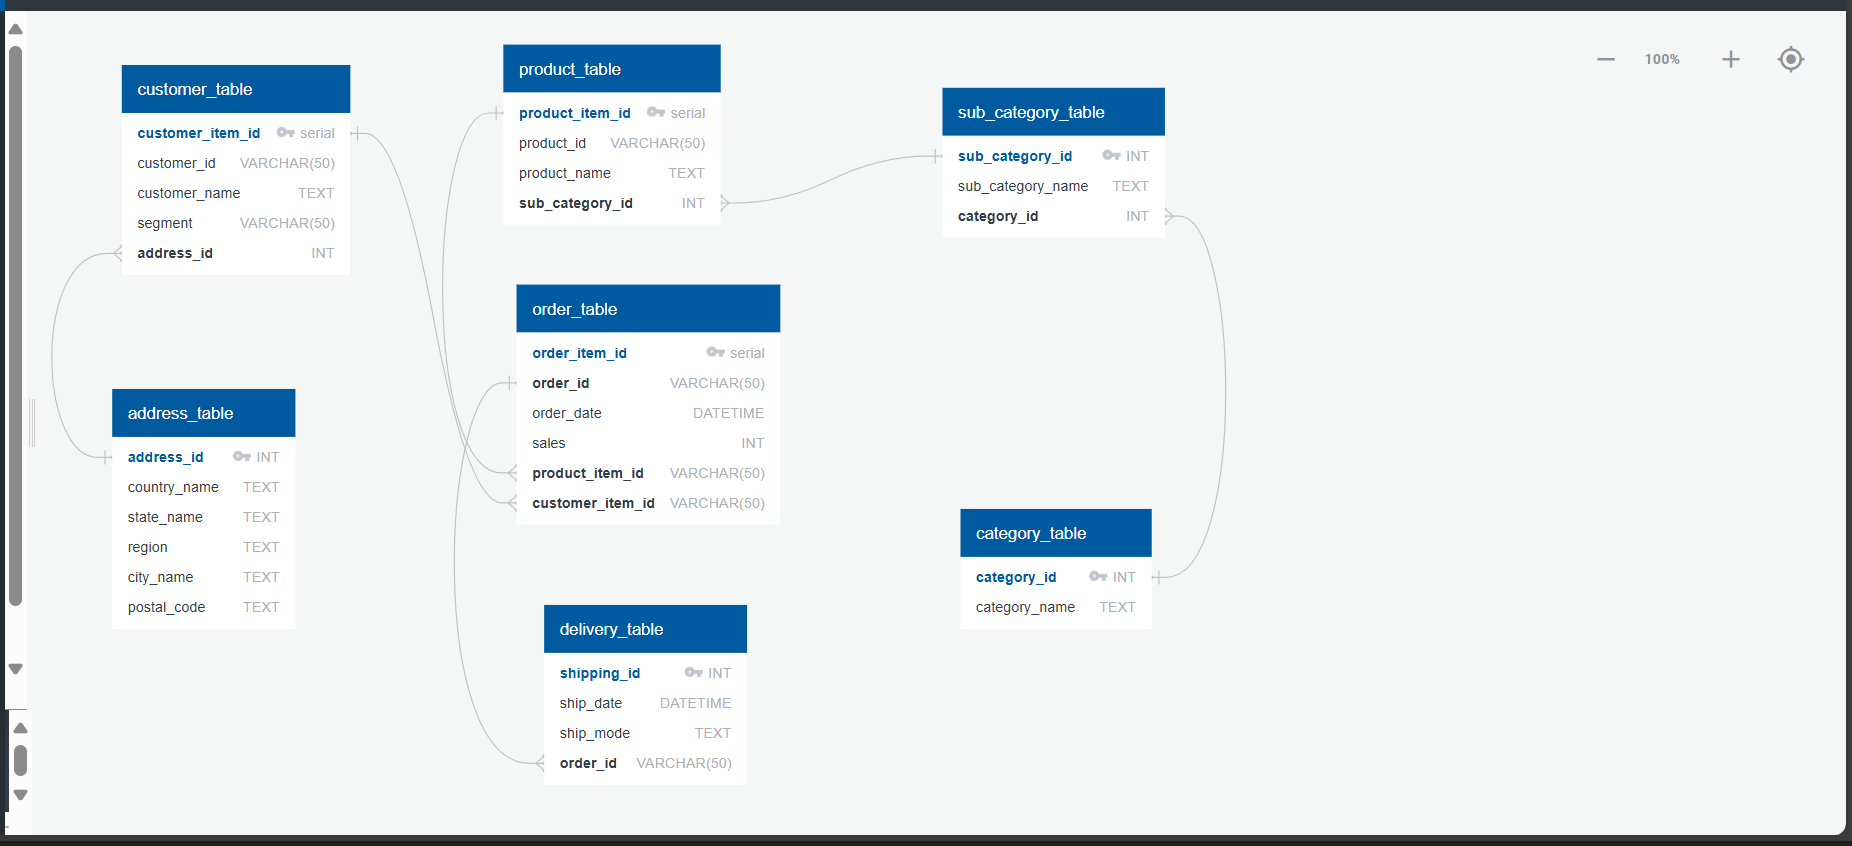 customer_table
customer_item_id serial
customer_id VARCHAR(50)
customer_name TEXT
segment VARCHAR(50)
address_id INT
product_table
product_item_id serial
product_id VARCHAR(50)
product_name TEXT
sub_category_id INT
sub_category_table
sub_category_id INT
sub_category_name TEXT
category_id INT
100%
order_table
order_item_id serial
order_id VARCHAR(50)
order_date DATETIME
sales INT
product_item_id VARCHAR(50)
customer_item_id VARCHAR(50)
address_table
address_id INT
country_name TEXT
state_name TEXT
region TEXT
city_name TEXT
postal_code TEXT
category_table
category_id INT
category_name TEXT
delivery_table
shipping_id INT
ship_date DATETIME
ship_mode TEXT
order_id VARCHAR(50)